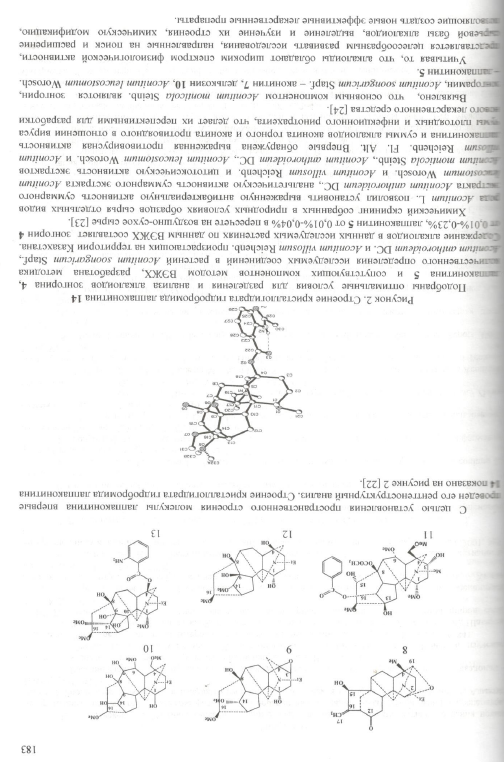 183
8
9
10
11
12
13
С целью установления пространственного строения молекулы лаппаконитина впервые
проведен его рентгеноструктурный анализ. Строение кристаллогидрата гидробромида лаппаконитина
14 показано на рисунке 2 [22].
Рисунок 2. Строение кристаллогидрата гидробромида лаппаконитина 14
Подобраны оптимальные условия для разделения и анализа алкалоидов зонгорина 4,
лаппаконитина 5 и сопутствующих компонентов методом ВЭЖХ, разработана методика
количественного определения исследуемых соединений в растений Aconitum soongaricum Stapf.,
Aconitum anthoroideum DC. и Aconitum villosum Reichenb. произрастающих на территории Казахстана.
Содержание алкалоидов в данных исследуемых растениях по данным ВЭЖХ составляет зонгорин 4
от 0,01%-0,23%, лаппаконитин 5 от 0,01%-0,04% в пересчете на воздушно-сухое сырье [23].
Химический скрининг собранных в природных условиях образцов сырья отдельных видов
рода Aconitum L. позволил установить выраженную антибактериальную активность суммарного
экстракта Aconitum anthoroideum DC., анальгетическую активность суммарного экстракта Aconitum
leucostomum Worosch. и Aconitum villosum Reichenb. и цитотоксическую активность экстрактов
Aconitum monticola Steinb., Aconitum anthoroideum DC., Aconitum leucostomum Worosch. и Aconitum
villosum Reichenb. Fl. Alt. Впервые обнаружена выраженная противовирусная активность
лаппаконитина и суммы алкалоидов аконита горного и аконита противоядного в отношении вируса
чумы плотоядных и инфекционного ринотрахеита, что делает их перспективными для разработки
нового лекарственного средства [24].
Выявлено, что основным компонентом Aconitum monticola Steinb. является зонгорин,
зонгорамин, Aconitum soongaricum Stapf. – аконитин 7, делькозин 10, Aconitum leucostomum Worosch.
– лаппаконитин 5.
Учитывая то, что алкалоиды обладают широким спектром физиологической активности,
представляется целесообразным развивать исследования, направленные на поиск и расширение
сырьевой базы алкалоидов, выделение и изучение их строения, химическую модификацию,
позволяющие создать новые эффективные лекарственные препараты.